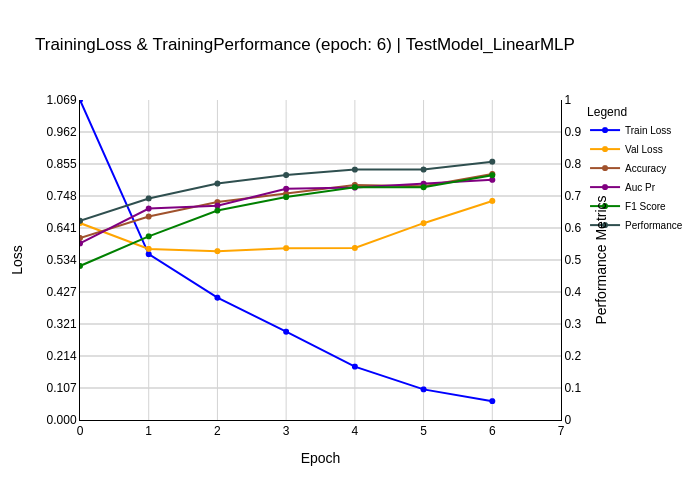 TrainingLoss & TrainingPerformance (epoch: 6) | TestModel_LinearMLP
Legend
Train Loss
Val Loss
Accuracy
Auc Pr
F1 Score
Performance
1.069
0.962
0.855
0.748
0.641
0.534
0.427
0.321
0.214
0.107
0.000
Loss
1
0.9
0.8
0.7
0.6
0.5
0.4
0.3
0.2
0.1
0
Performance Metrics
0 1 2 3 4 5 6 7
Epoch